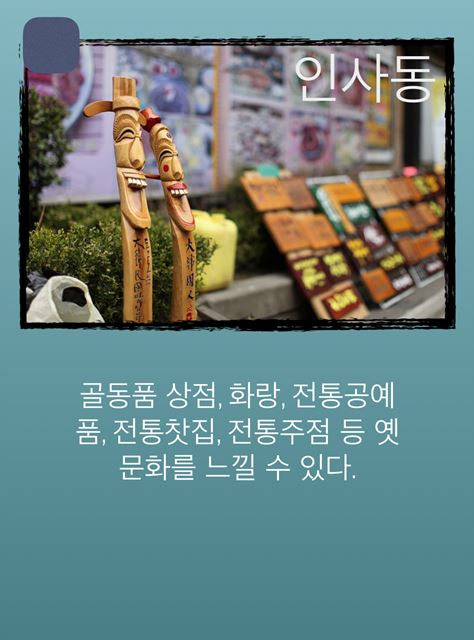 인사동
골동품 상점, 화랑, 전통공예
품, 전통찻집, 전통주점 등 옛
문화를 느낄 수 있다.